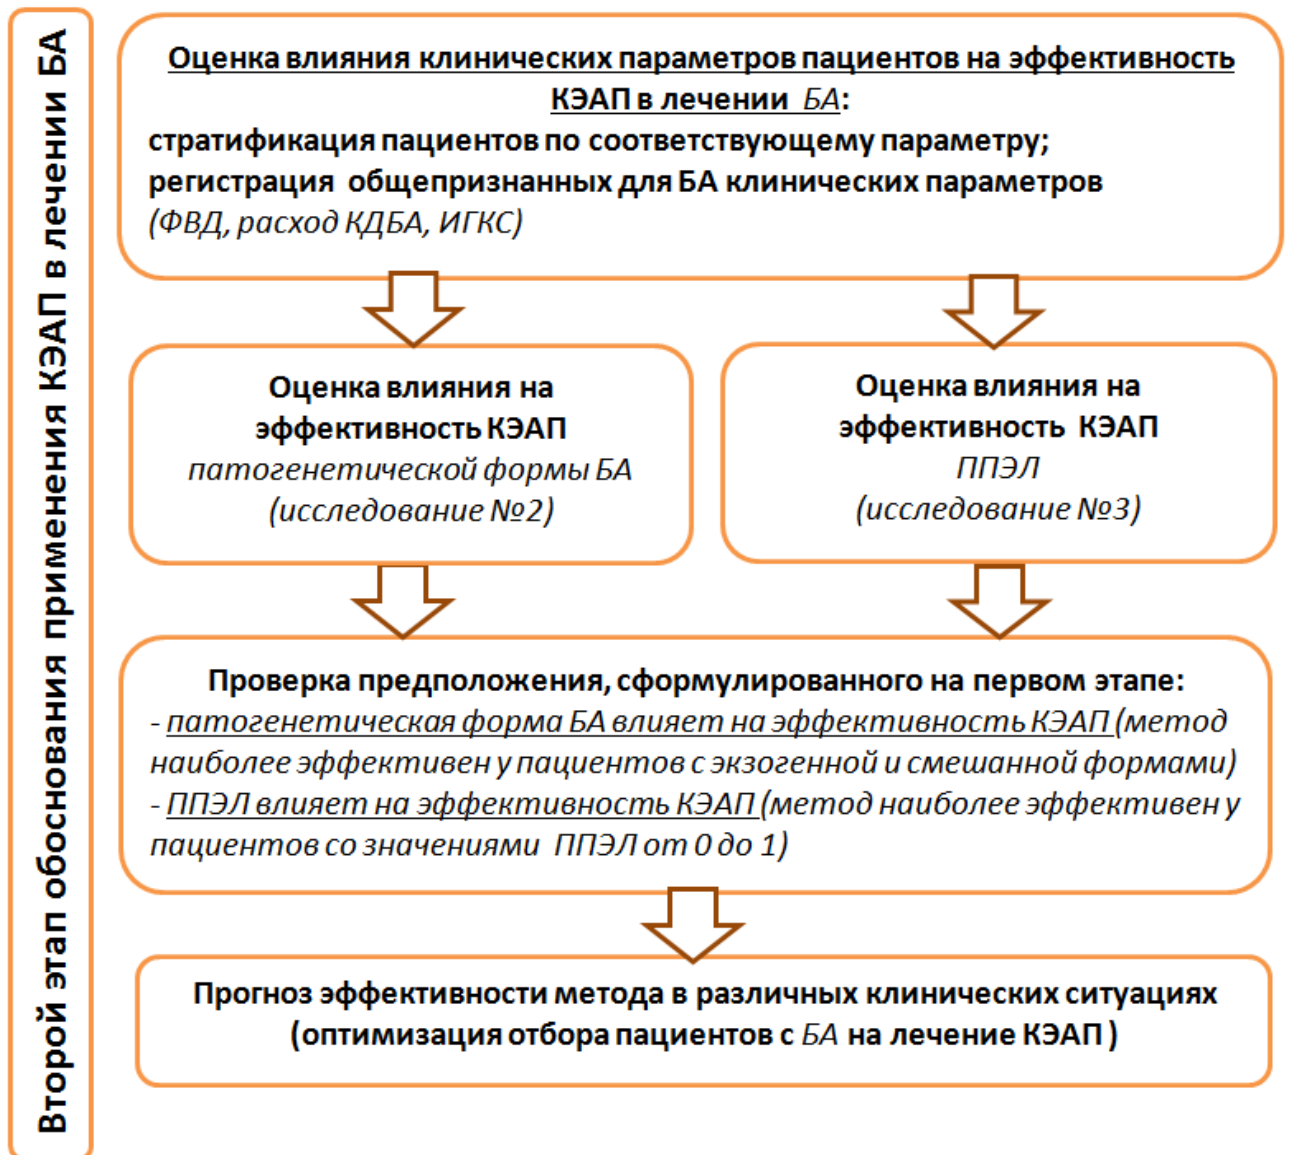 Второй этап обоснования применения КЭАП в лечении БА
Оценка влияния клинических параметров пациентов на эффективность
КЭАП в лечении БА:
стратификация пациентов по соответствующему параметру;
регистрация общепризнанных для БА клинических параметров
(ФВД, расход КДБА, ИГКС)
Оценка влияния на
эффективность КЭАП
патогенетической формы БА
(исследование №2)
Оценка влияния на
эффективность КЭАП
ППЭЛ
(исследование №3)
Проверка предположения, сформулированного на первом этапе:
- патогенетическая форма БА влияет на эффективность КЭАП (метод
наиболее эффективен у пациентов с экзогенной и смешанной формами)
- ППЭЛ влияет на эффективность КЭАП (метод наиболее эффективен у
пациентов со значениями ППЭЛ от 0 до 1)
Прогноз эффективности метода в различных клинических ситуациях
(оптимизация отбора пациентов с БА на лечение КЭАП )